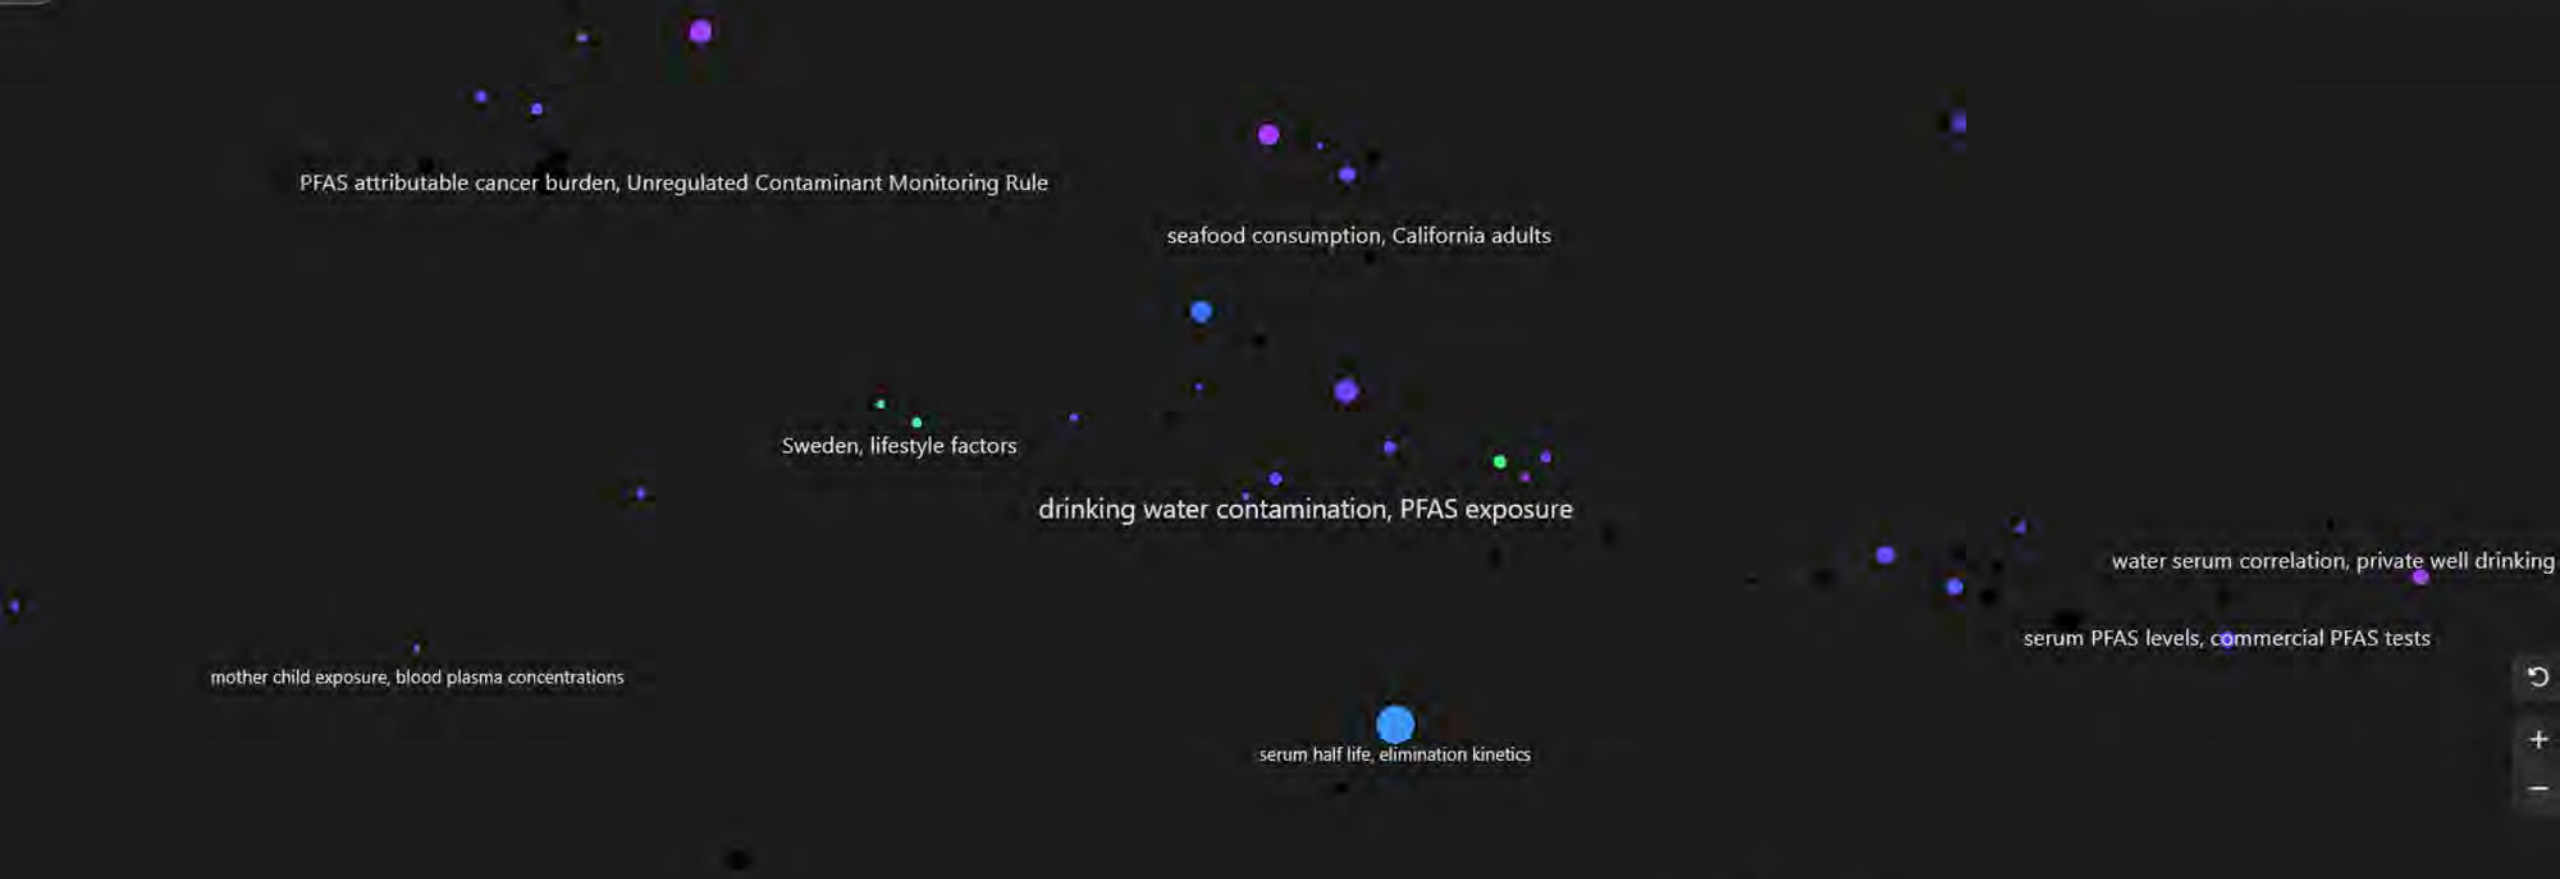 PFAS attributable cancer burden, Unregulated Contaminant Monitoring Rule
seafood consumption, California adults
Sweden, lifestyle factors
drinking water contamination, PFAS exposure
water serum correlation, private well drinking
serum PFAS levels, commercial PFAS tests
mother child exposure, blood plasma concentrations
serum half life, elimination kinetics